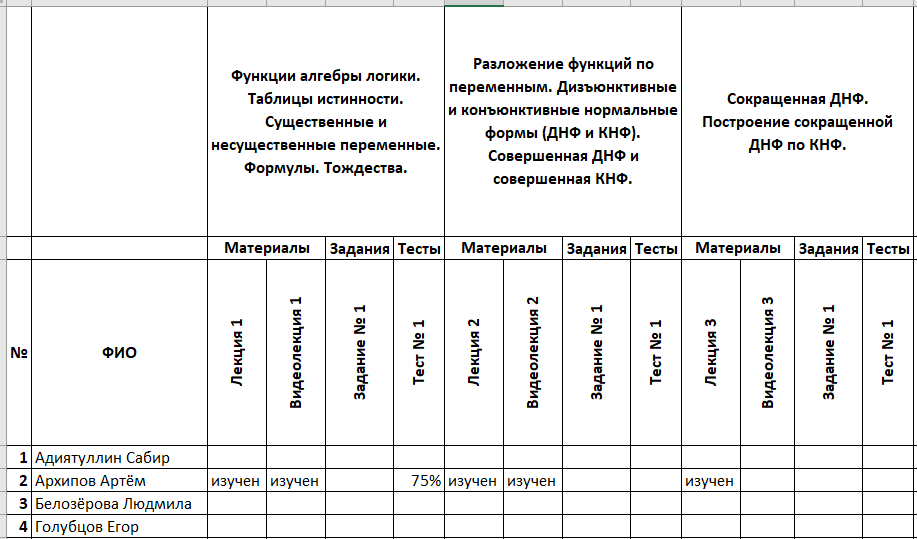 Функции алгебры логики.
Таблицы истинности.
Существенные и
несущественные переменные.
Формулы. Тождества.
Разложение функций по
переменным. Дизъюнктивные
и конъюнктивные нормальные
формы (ДНФ и КНФ).
Совершенная ДНФ и
совершенная КНФ.
Сокращенная ДНФ.
Построение сокращенной
ДНФ по КНФ.
Материалы Задания Тесты Материалы Задания Тесты Материалы Задания Тесты
№ ФИО Лекция 1 Видеолекция 1 Задание № 1 Тест № 1 Лекция 2 Видеолекция 2 Задание № 1 Тест № 1 Лекция 3 Видеолекция 3 Задание № 1 Тест № 1
1 Адиятуллин Сабир
2 Архипов Артём изучен изучен 75% изучен изучен изучен
3 Белозёрова Людмила
4 Голубцов Егор